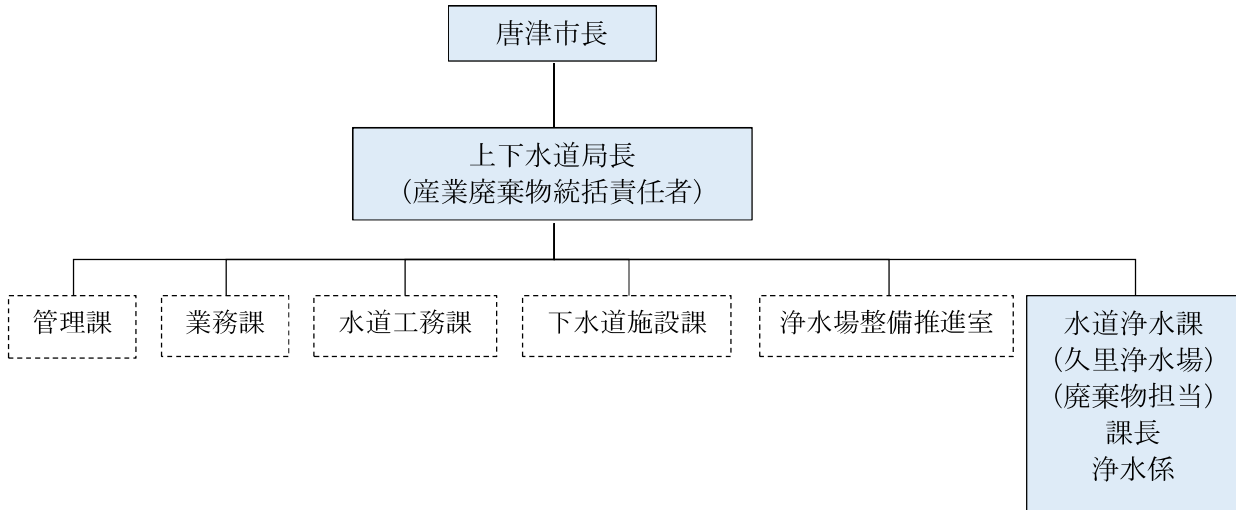 唐津市長
上下水道局長
（産業廃棄物統括責任者）
管理課
業務課
水道工務課
下水道施設課
浄水場整備推進室
水道浄水課
（久里浄水場）
（廃棄物担当）
課長
浄水係